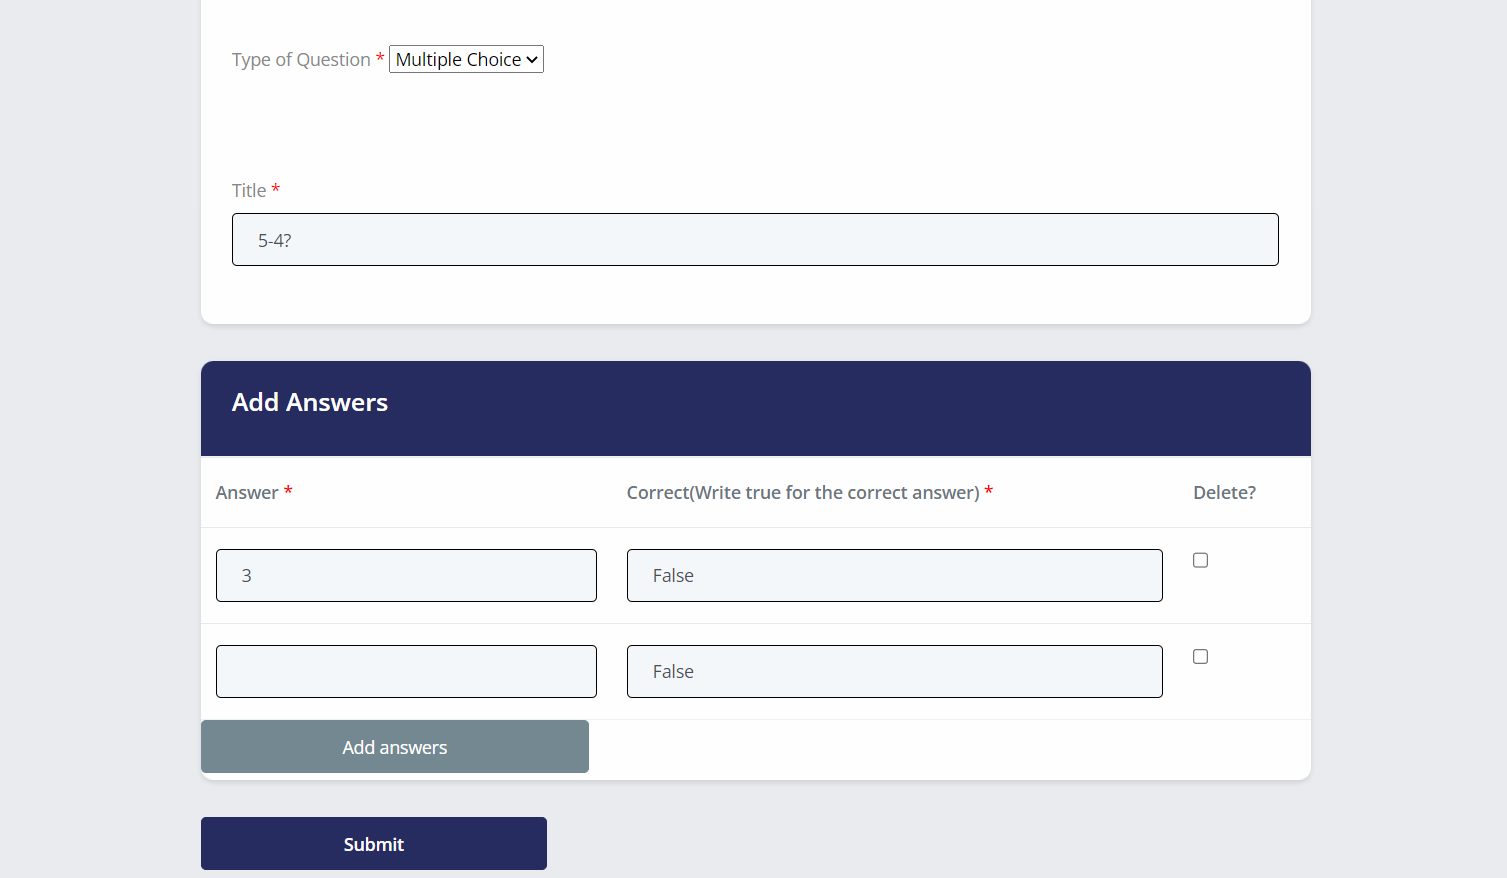 Type of Question * Multiple Choice
Title *
5-4?
Add Answers
Answer * Correct(Write true for the correct answer) * Delete?
3 False
False
Add answers
Submit